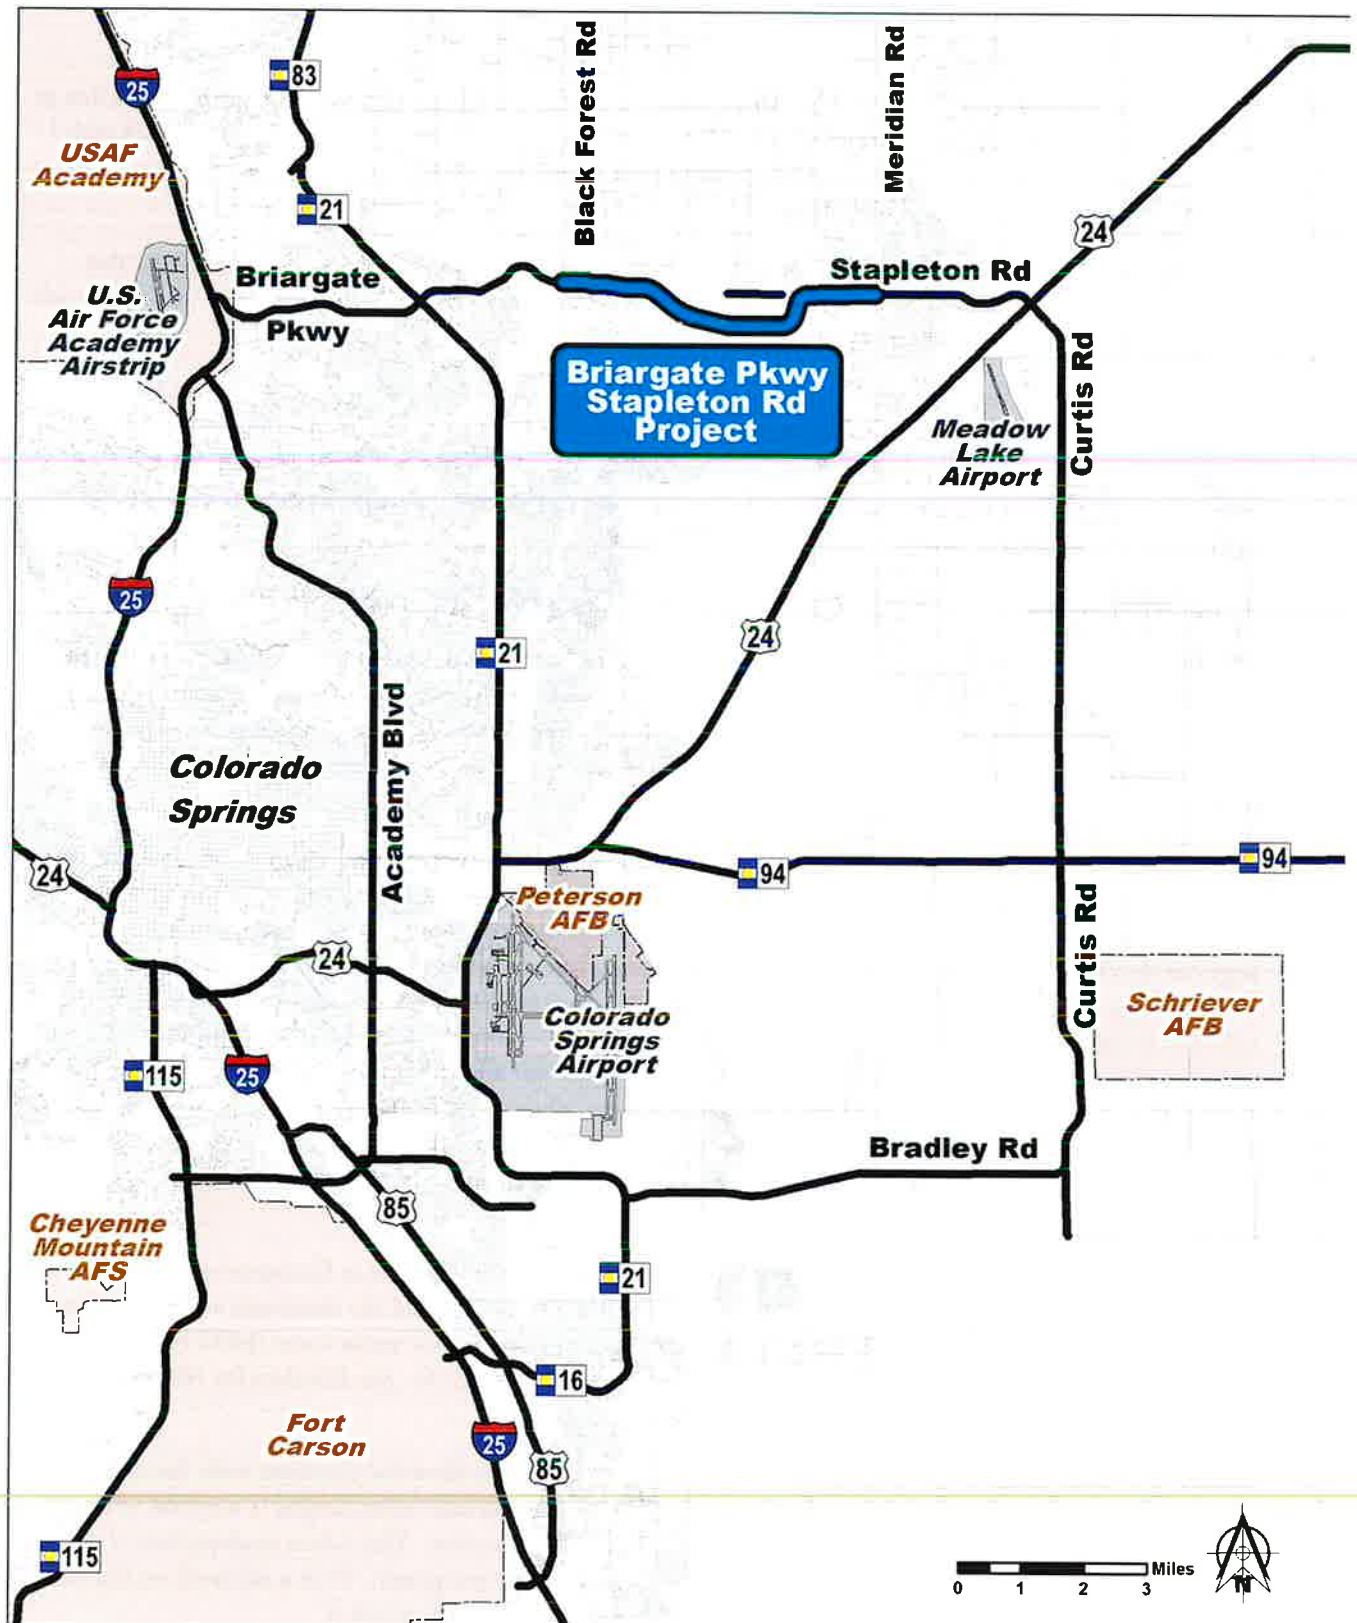 Black Forest Rd
Meridian Rd
25
83
USAF
Academy
21
24
Briargate
Pkwy
Stapleton Rd
U.S.
Air Force
Academy
Airstrip
Briargate Pkwy
Stapleton Rd
Project
Curtis Rd
Meadow
Lake
Airport
25
24
21
Academy Blvd
Colorado
Springs
24
94
94
Peterson
AFB
Curtis Rd
24
Schriever
AFB
Colorado
Springs
Airport
115
25
Bradley Rd
85
Cheyenne
Mountain
AFS
21
16
Fort
Carson
25
85
115
Miles
0 1 2 3
N